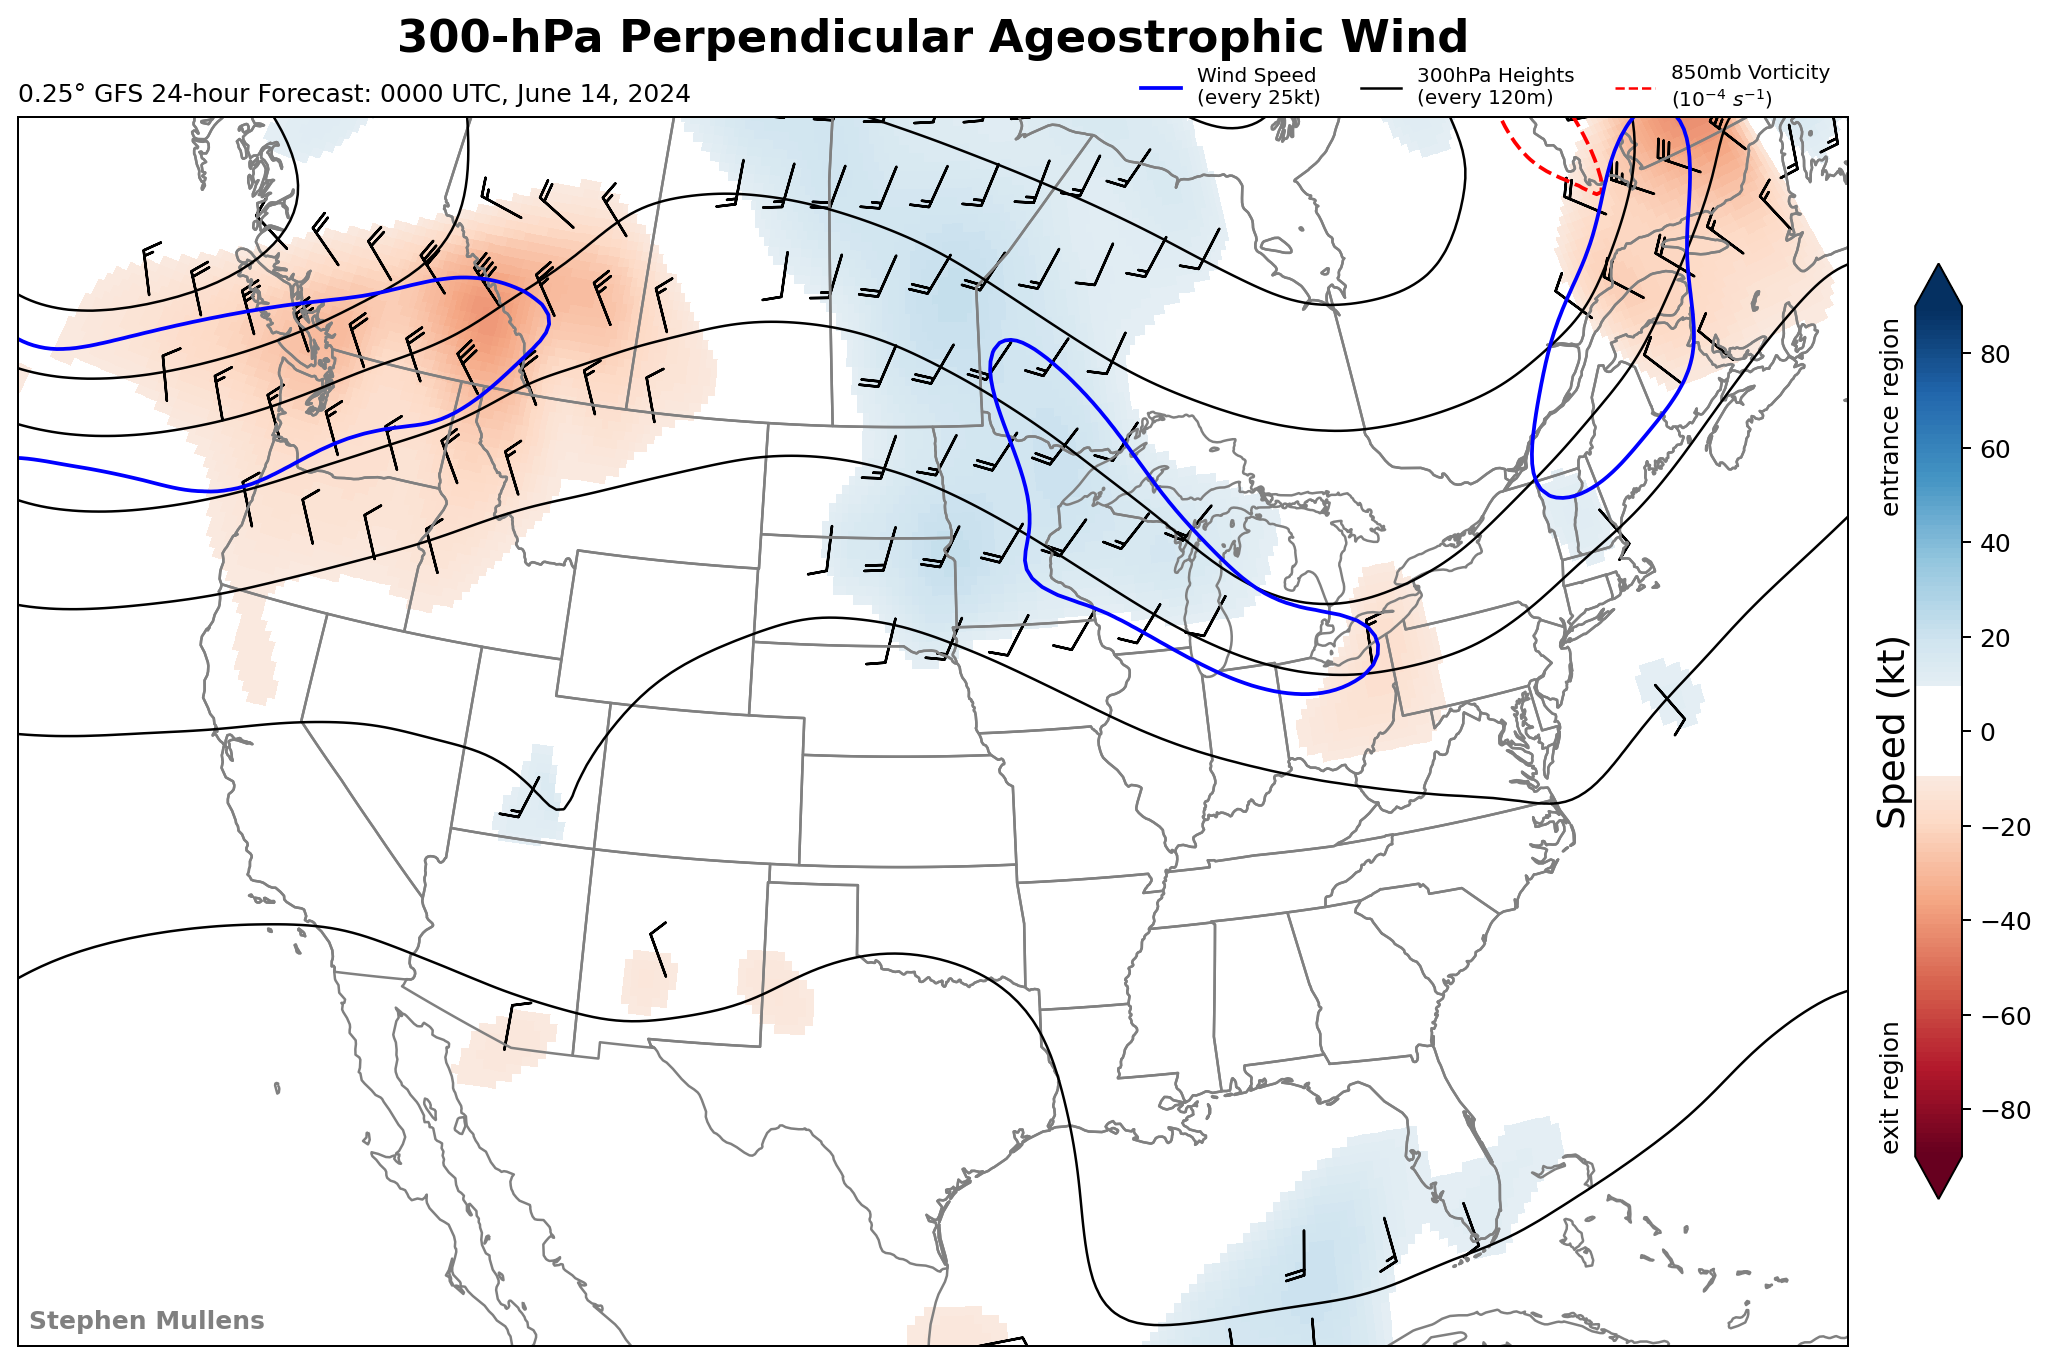 300-hPa Perpendicular Ageostrophic Wind
0.25° GFS 24-hour Forecast: 0000 UTC, June 14, 2024
Wind Speed
(every 25kt)
300hPa Heights
(every 120m)
850mb Vorticity
(10⁻⁴ s⁻¹)
entrance region
Speed (kt)
exit region
80
60
40
20
0
−20
−40
−60
−80
Stephen Mullens